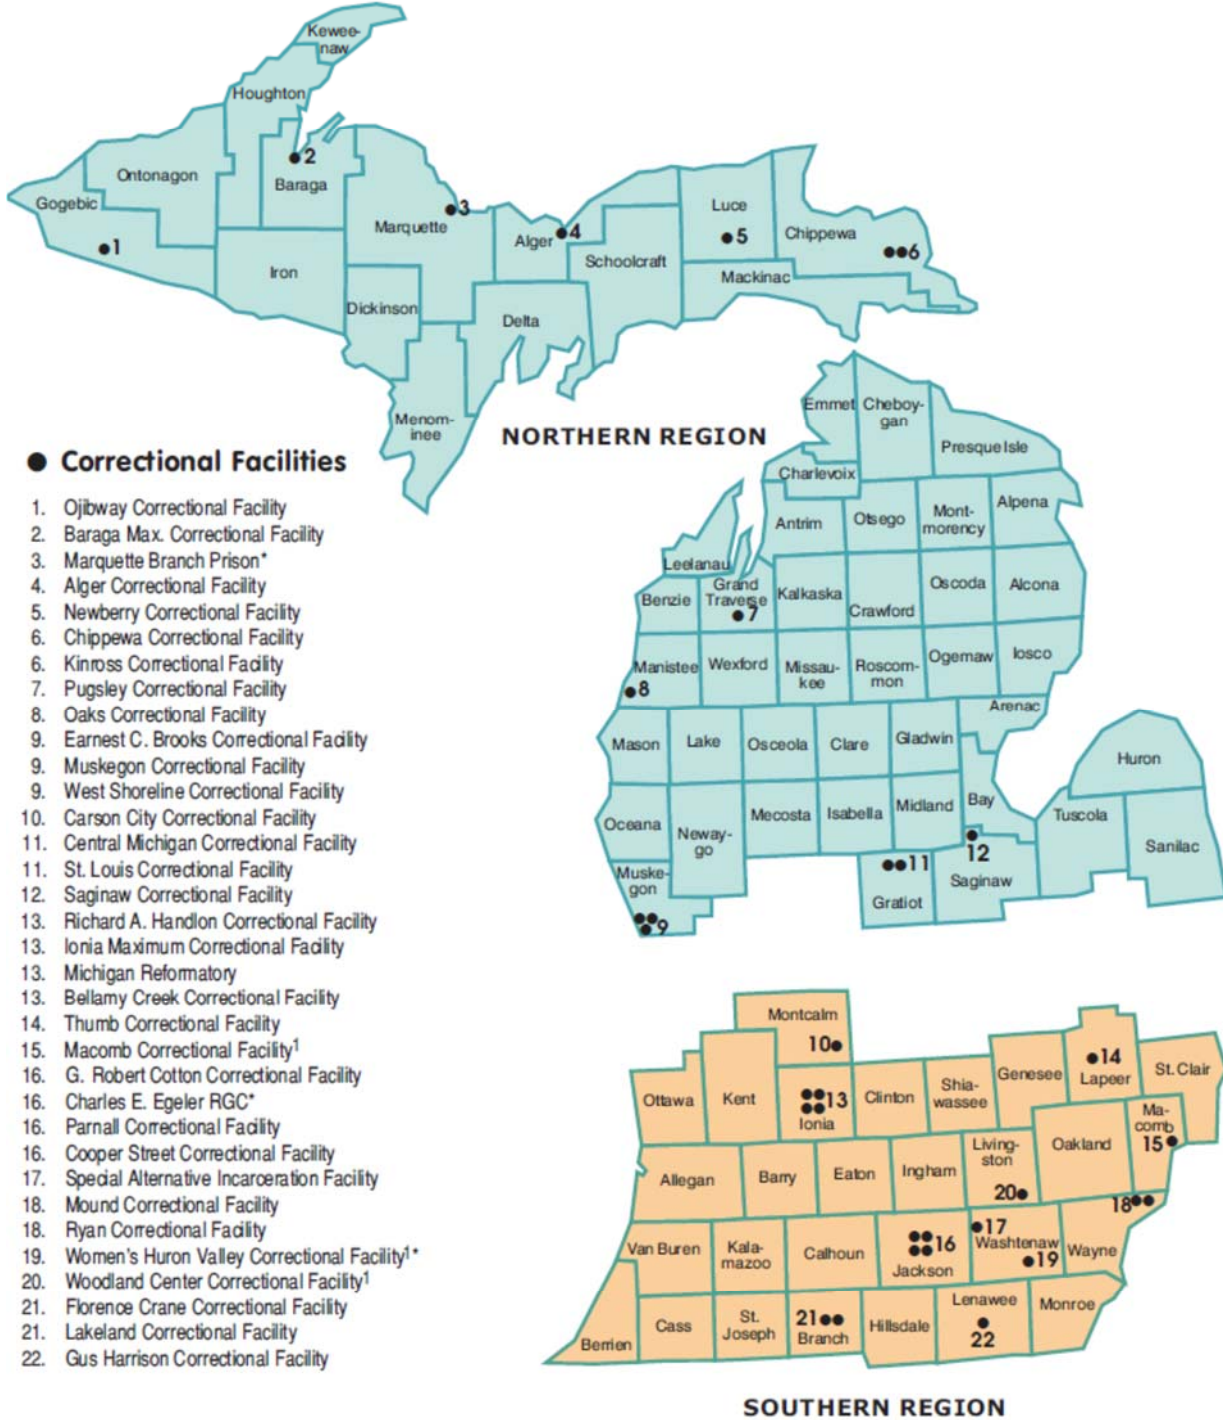 Kewee-
naw
Houghton
Ontonagon
2
Baraga
Gogebic
1
3
Marquette
Alger
4
Luce
5
Chippewa
6
Iron
Schoolcraft
Mackinac
Dickinson
Delta
Menom-
inee
NORTHERN REGION
Emmet
Cheboy-
gan
Presque Isle
Charlevoix
Antrim
Otsego
Mont-
morency
Alpena
Leelanau
Benzie
Grand
Traverse
7
Kalkaska
Crawford
Oscoda
Alcona
Manistee
8
Wexford
Missau-
kee
Roscom-
mon
Ogemaw
Iosco
Arenac
Mason
Lake
Osceola
Clare
Gladwin
Huron
Oceana
Neway-
go
Mecosta
Isabella
Midland
Bay
Tuscola
Sanilac
12
Muske-
gon
9
11
Gratiot
Saginaw
● Correctional Facilities
1. Ojibway Correctional Facility
2. Baraga Max. Correctional Facility
3. Marquette Branch Prison*
4. Alger Correctional Facility
5. Newberry Correctional Facility
6. Chippewa Correctional Facility
6. Kinross Correctional Facility
7. Pugsley Correctional Facility
8. Oaks Correctional Facility
9. Earnest C. Brooks Correctional Facility
9. Muskegon Correctional Facility
9. West Shoreline Correctional Facility
10. Carson City Correctional Facility
11. Central Michigan Correctional Facility
11. St. Louis Correctional Facility
12. Saginaw Correctional Facility
13. Richard A. Handlon Correctional Facility
13. Ionia Maximum Correctional Facility
13. Michigan Reformatory
13. Bellamy Creek Correctional Facility
14. Thumb Correctional Facility
15. Macomb Correctional Facility¹
16. G. Robert Cotton Correctional Facility
16. Charles E. Egeler RGC*
16. Parnall Correctional Facility
16. Cooper Street Correctional Facility
17. Special Alternative Incarceration Facility
18. Mound Correctional Facility
18. Ryan Correctional Facility
19. Women's Huron Valley Correctional Facility¹*
20. Woodland Center Correctional Facility¹
21. Florence Crane Correctional Facility
21. Lakeland Correctional Facility
22. Gus Harrison Correctional Facility
Montcalm
10
Ottawa
Kent
13
Ionia
Clinton
Shia-
wassee
Genesee
14
Lapeer
St. Clair
Ma-
comb
15
Allegan
Barry
Eaton
Ingham
Living-
ston
20
Oakland
18
Van Buren
Kala-
mazoo
Calhoun
16
Jackson
17
Washtenaw
19
Wayne
Berrien
Cass
St.
Joseph
21
Branch
Hillsdale
Lenawee
22
Monroe
SOUTHERN REGION